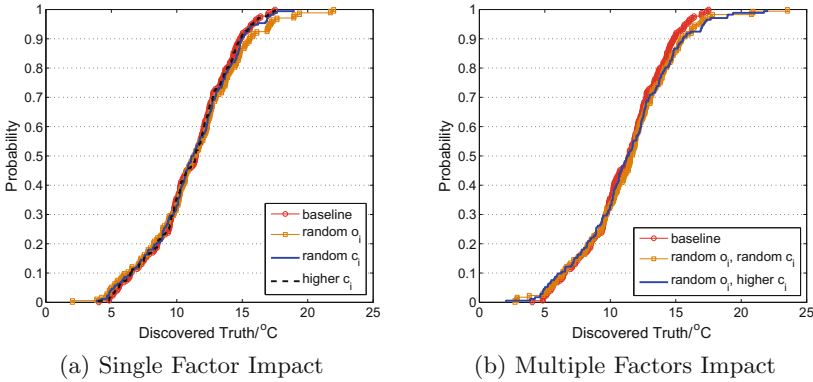 1
0.9
0.8
0.7
0.6
0.5
0.4
0.3
0.2
0.1
0
Probability
baseline
random o_i
random c_i
higher c_i
0 5 10 15 20 25
Discovered Truth/°C
(a) Single Factor Impact
1
0.9
0.8
0.7
0.6
0.5
0.4
0.3
0.2
0.1
0
Probability
baseline
random o_i, random c_i
random o_i, higher c_i
0 5 10 15 20 25
Discovered Truth/°C
(b) Multiple Factors Impact